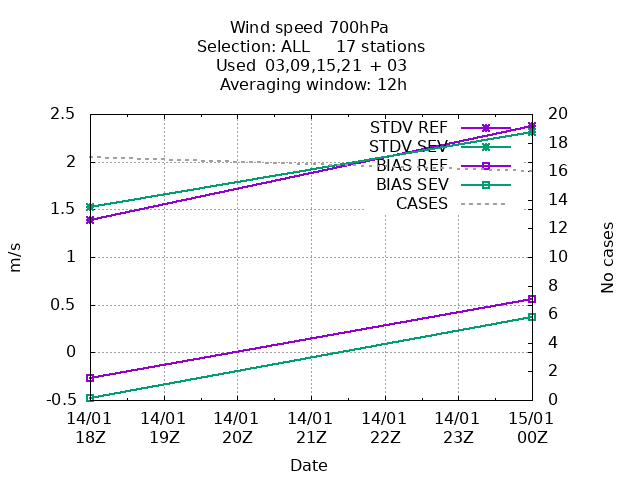 Wind speed 700hPa
Selection: ALL 17 stations
Used 03,09,15,21 + 03
Averaging window: 12h
2.5
2
1.5
1
0.5
0
-0.5
20
18
16
14
12
10
8
6
4
2
0
STDV REF
STDV SEV
BIAS REF
BIAS SEV
CASES
m/s
No cases
14/01 14/01 14/01 14/01 14/01 14/01 15/01
18Z 19Z 20Z 21Z 22Z 23Z 00Z
Date